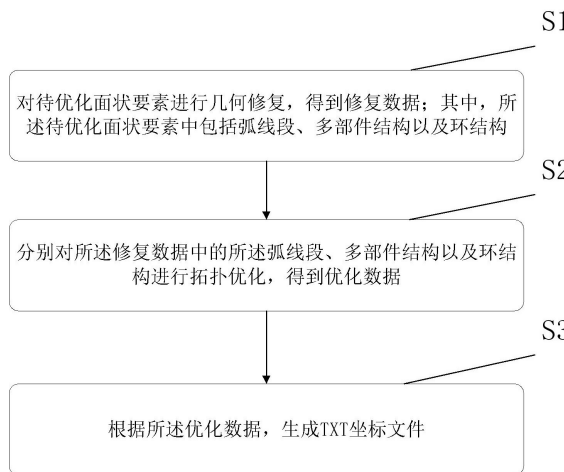 S1
对待优化面状要素进行几何修复，得到修复数据；其中，所
述待优化面状要素中包括弧线段、多部件结构以及环结构
S2
分别对所述修复数据中的所述弧线段、多部件结构以及环结
构进行拓扑优化，得到优化数据
S3
根据所述优化数据，生成TXT坐标文件